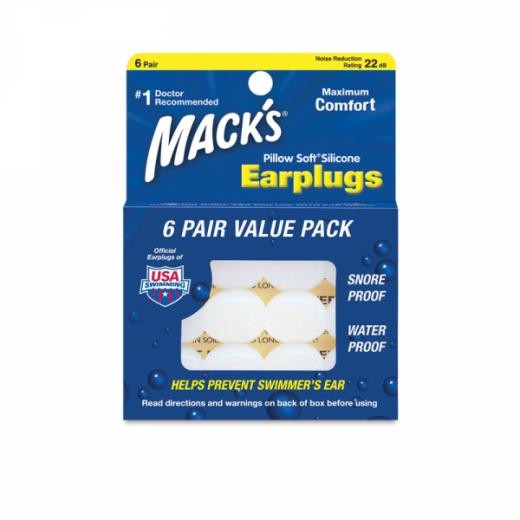 6 Pair
Noise Reduction
Rating 22 dB
#1 Doctor
Recommended
Maximum
Comfort
MACK'S®
Pillow Soft® Silicone
Earplugs
6 PAIR VALUE PACK
Official
Earplugs of
USA
SWIMMING
SNORE
PROOF
WATER
PROOF
HELPS PREVENT SWIMMER'S EAR
Read directions and warnings on back of box before using